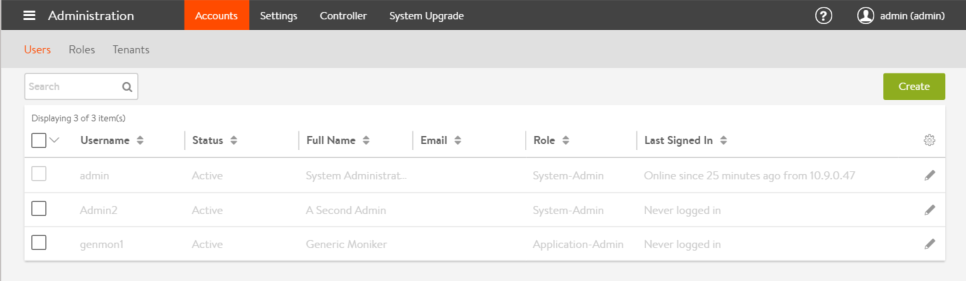 Administration Accounts Settings Controller System Upgrade ? admin (admin)
Users Roles Tenants
Search Create
Displaying 3 of 3 item(s)
Username Status Full Name Email Role Last Signed In
admin Active System Administrat... System-Admin Online since 25 minutes ago from 10.9.0.47
Admin2 Active A Second Admin System-Admin Never logged in
genmon1 Active Generic Moniker Application-Admin Never logged in